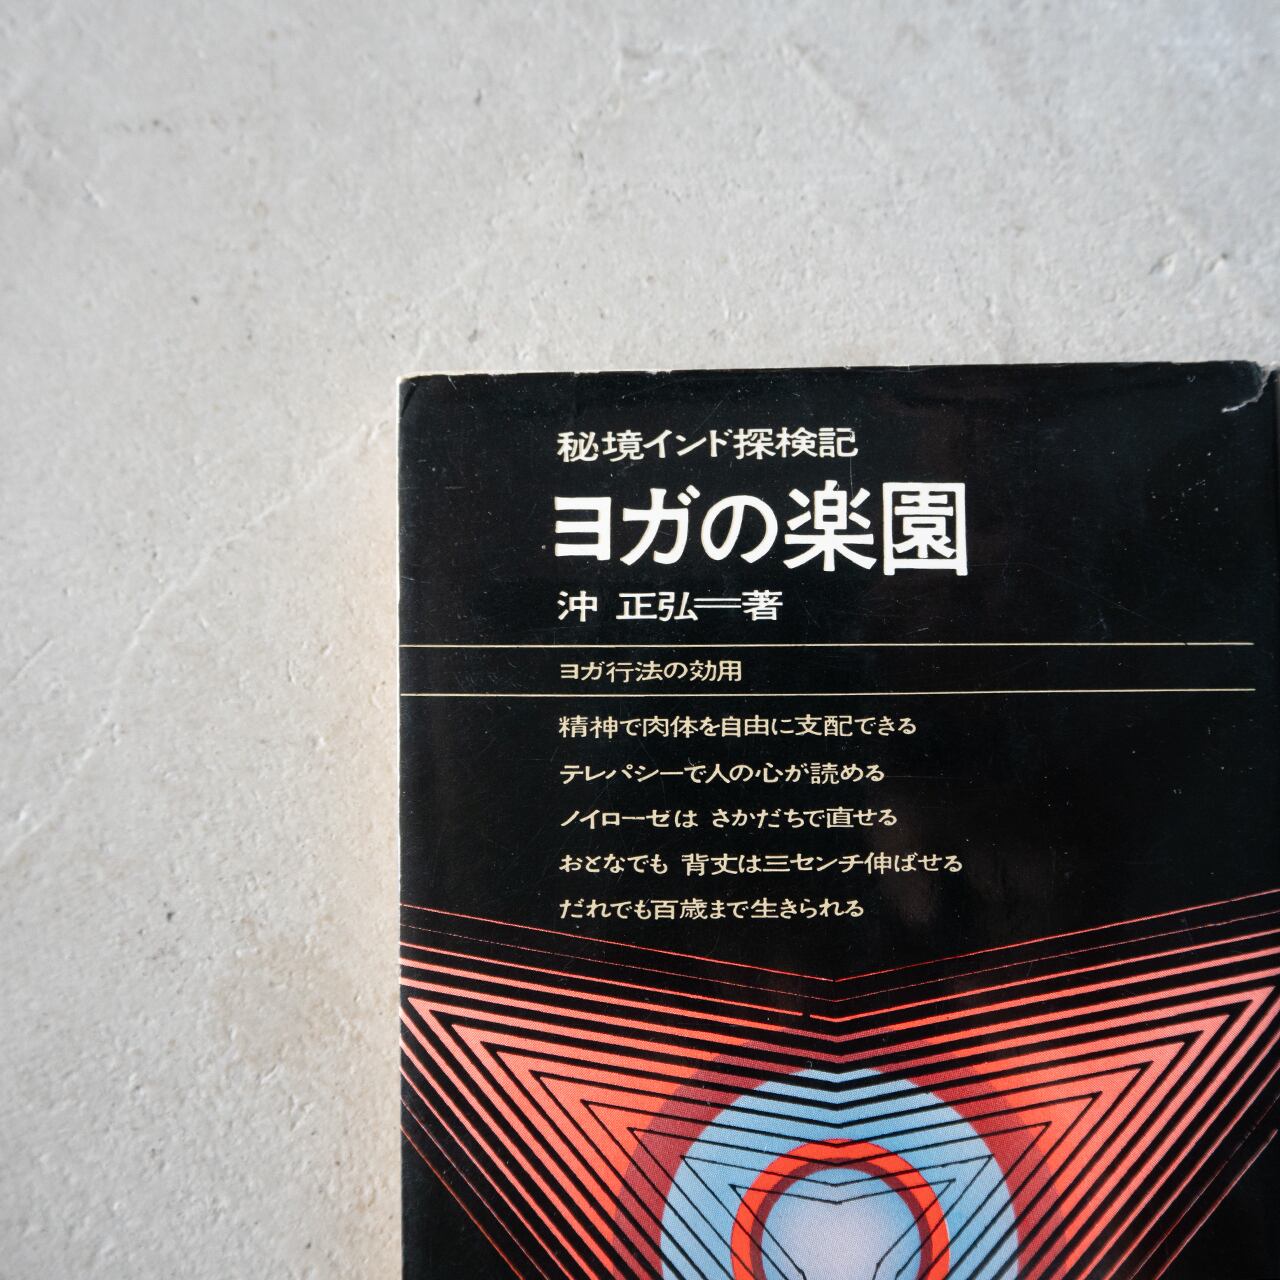 秘境インド探検記
ヨガの楽園
沖 正弘＝著
ヨガ行法の効用
精神で肉体を自由に支配できる
テレパシーで人の心が読める
ノイローゼは さかだちで直せる
おとなでも 背丈は三センチ伸ばせる
だれでも百歳まで生きられる